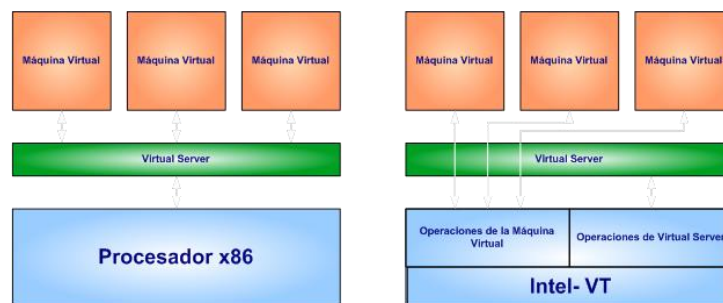 Máquina Virtual
Máquina Virtual
Máquina Virtual
Virtual Server
Procesador x86
Máquina Virtual
Máquina Virtual
Máquina Virtual
Virtual Server
Operaciones de la Máquina
Virtual
Operaciones de Virtual Server
Intel- VT